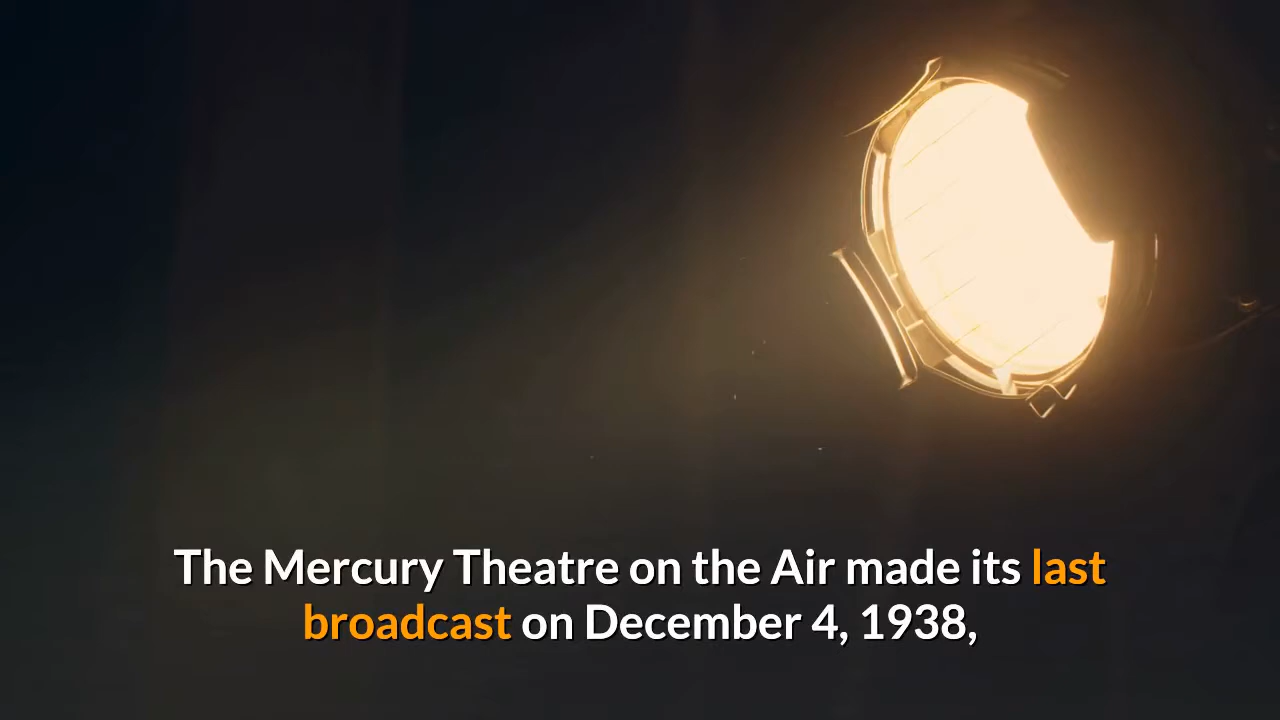 The Mercury Theatre on the Air made its last
broadcast on December 4, 1938,